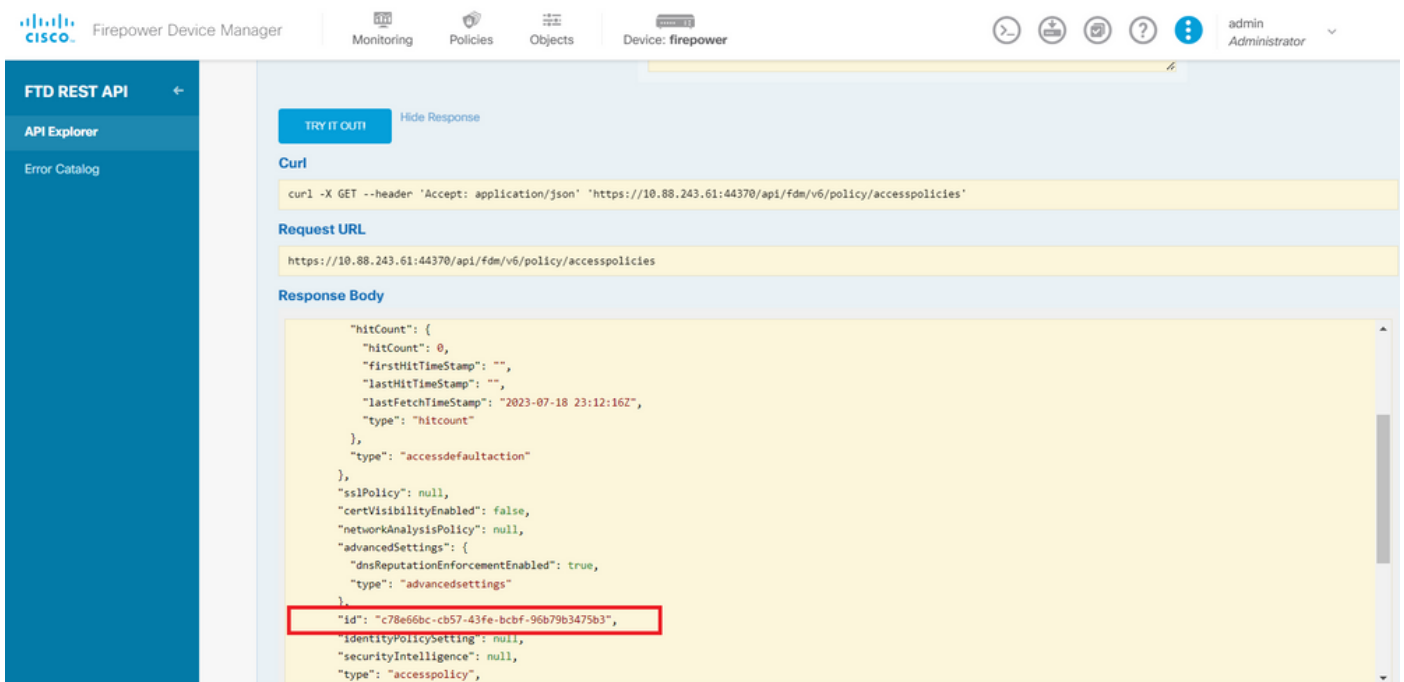 CISCO
Firepower Device Manager
Monitoring
Policies
Objects
Device: firepower
admin
Administrator
FTD REST API
API Explorer
Error Catalog
TRY IT OUT!
Hide Response
Curl
curl -X GET --header 'Accept: application/json' 'https://10.88.243.61:44370/api/fdm/v6/policy/accesspolicies'
Request URL
https://10.88.243.61:44370/api/fdm/v6/policy/accesspolicies
Response Body
"hitCount": {
"hitCount": 0,
"firstHitTimeStamp": "",
"lastHitTimeStamp": "",
"lastFetchTimeStamp": "2023-07-18 23:12:16Z",
"type": "hitcount"
},
"type": "accessdefaultaction"
},
"sslPolicy": null,
"certVisibilityEnabled": false,
"networkAnalysisPolicy": null,
"advancedSettings": {
"dnsReputationEnforcementEnabled": true,
"type": "advancedsettings"
},
"id": "c78e66bc-cb57-43fe-bcbf-96b79b3475b3",
"identityPolicySetting": null,
"securityIntelligence": null,
"type": "accesspolicy",